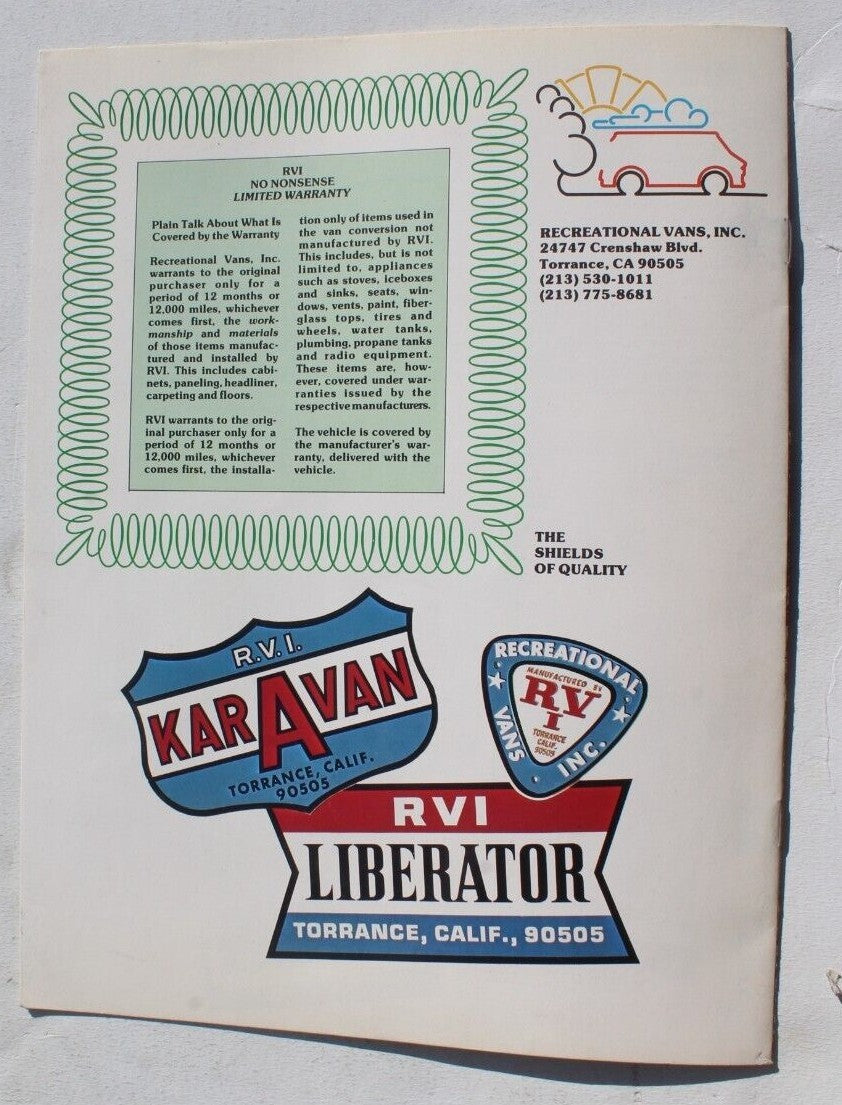 RVI
NO NONSENSE
LIMITED WARRANTY
Plain Talk About What Is
Covered by the Warranty
Recreational Vans, Inc.
warrants to the original
purchaser only for a
period of 12 months or
12,000 miles, whichever
comes first, the work-
manship and materials
of those items manufac-
tured and installed by
RVI. This includes cabi-
nets, paneling, headliner,
carpeting and floors.
RVI warrants to the orig-
inal purchaser only for a
period of 12 months or
12,000 miles, whichever
comes first, the installa-
tion only of items used in
the van conversion not
manufactured by RVI.
This includes, but is not
limited to, appliances
such as stoves, iceboxes
and sinks, seats, win-
dows, vents, paint, fiber-
glass tops, tires and
wheels, water tanks,
plumbing, propane tanks
and radio equipment.
These items are, how-
ever, covered under war-
ranties issued by the
respective manufacturers.
The vehicle is covered by
the manufacturer's war-
ranty, delivered with the
vehicle.
RECREATIONAL VANS, INC.
24747 Crenshaw Blvd.
Torrance, CA 90505
(213) 530-1011
(213) 775-8681
THE
SHIELDS
OF QUALITY
R.V.I.
KARAVAN
TORRANCE, CALIF.
90505
RECREATIONAL
VANS
INC.
MANUFACTURED BY
RV
I
TORRANCE
CALIF.
90505
RVI
LIBERATOR
TORRANCE, CALIF., 90505